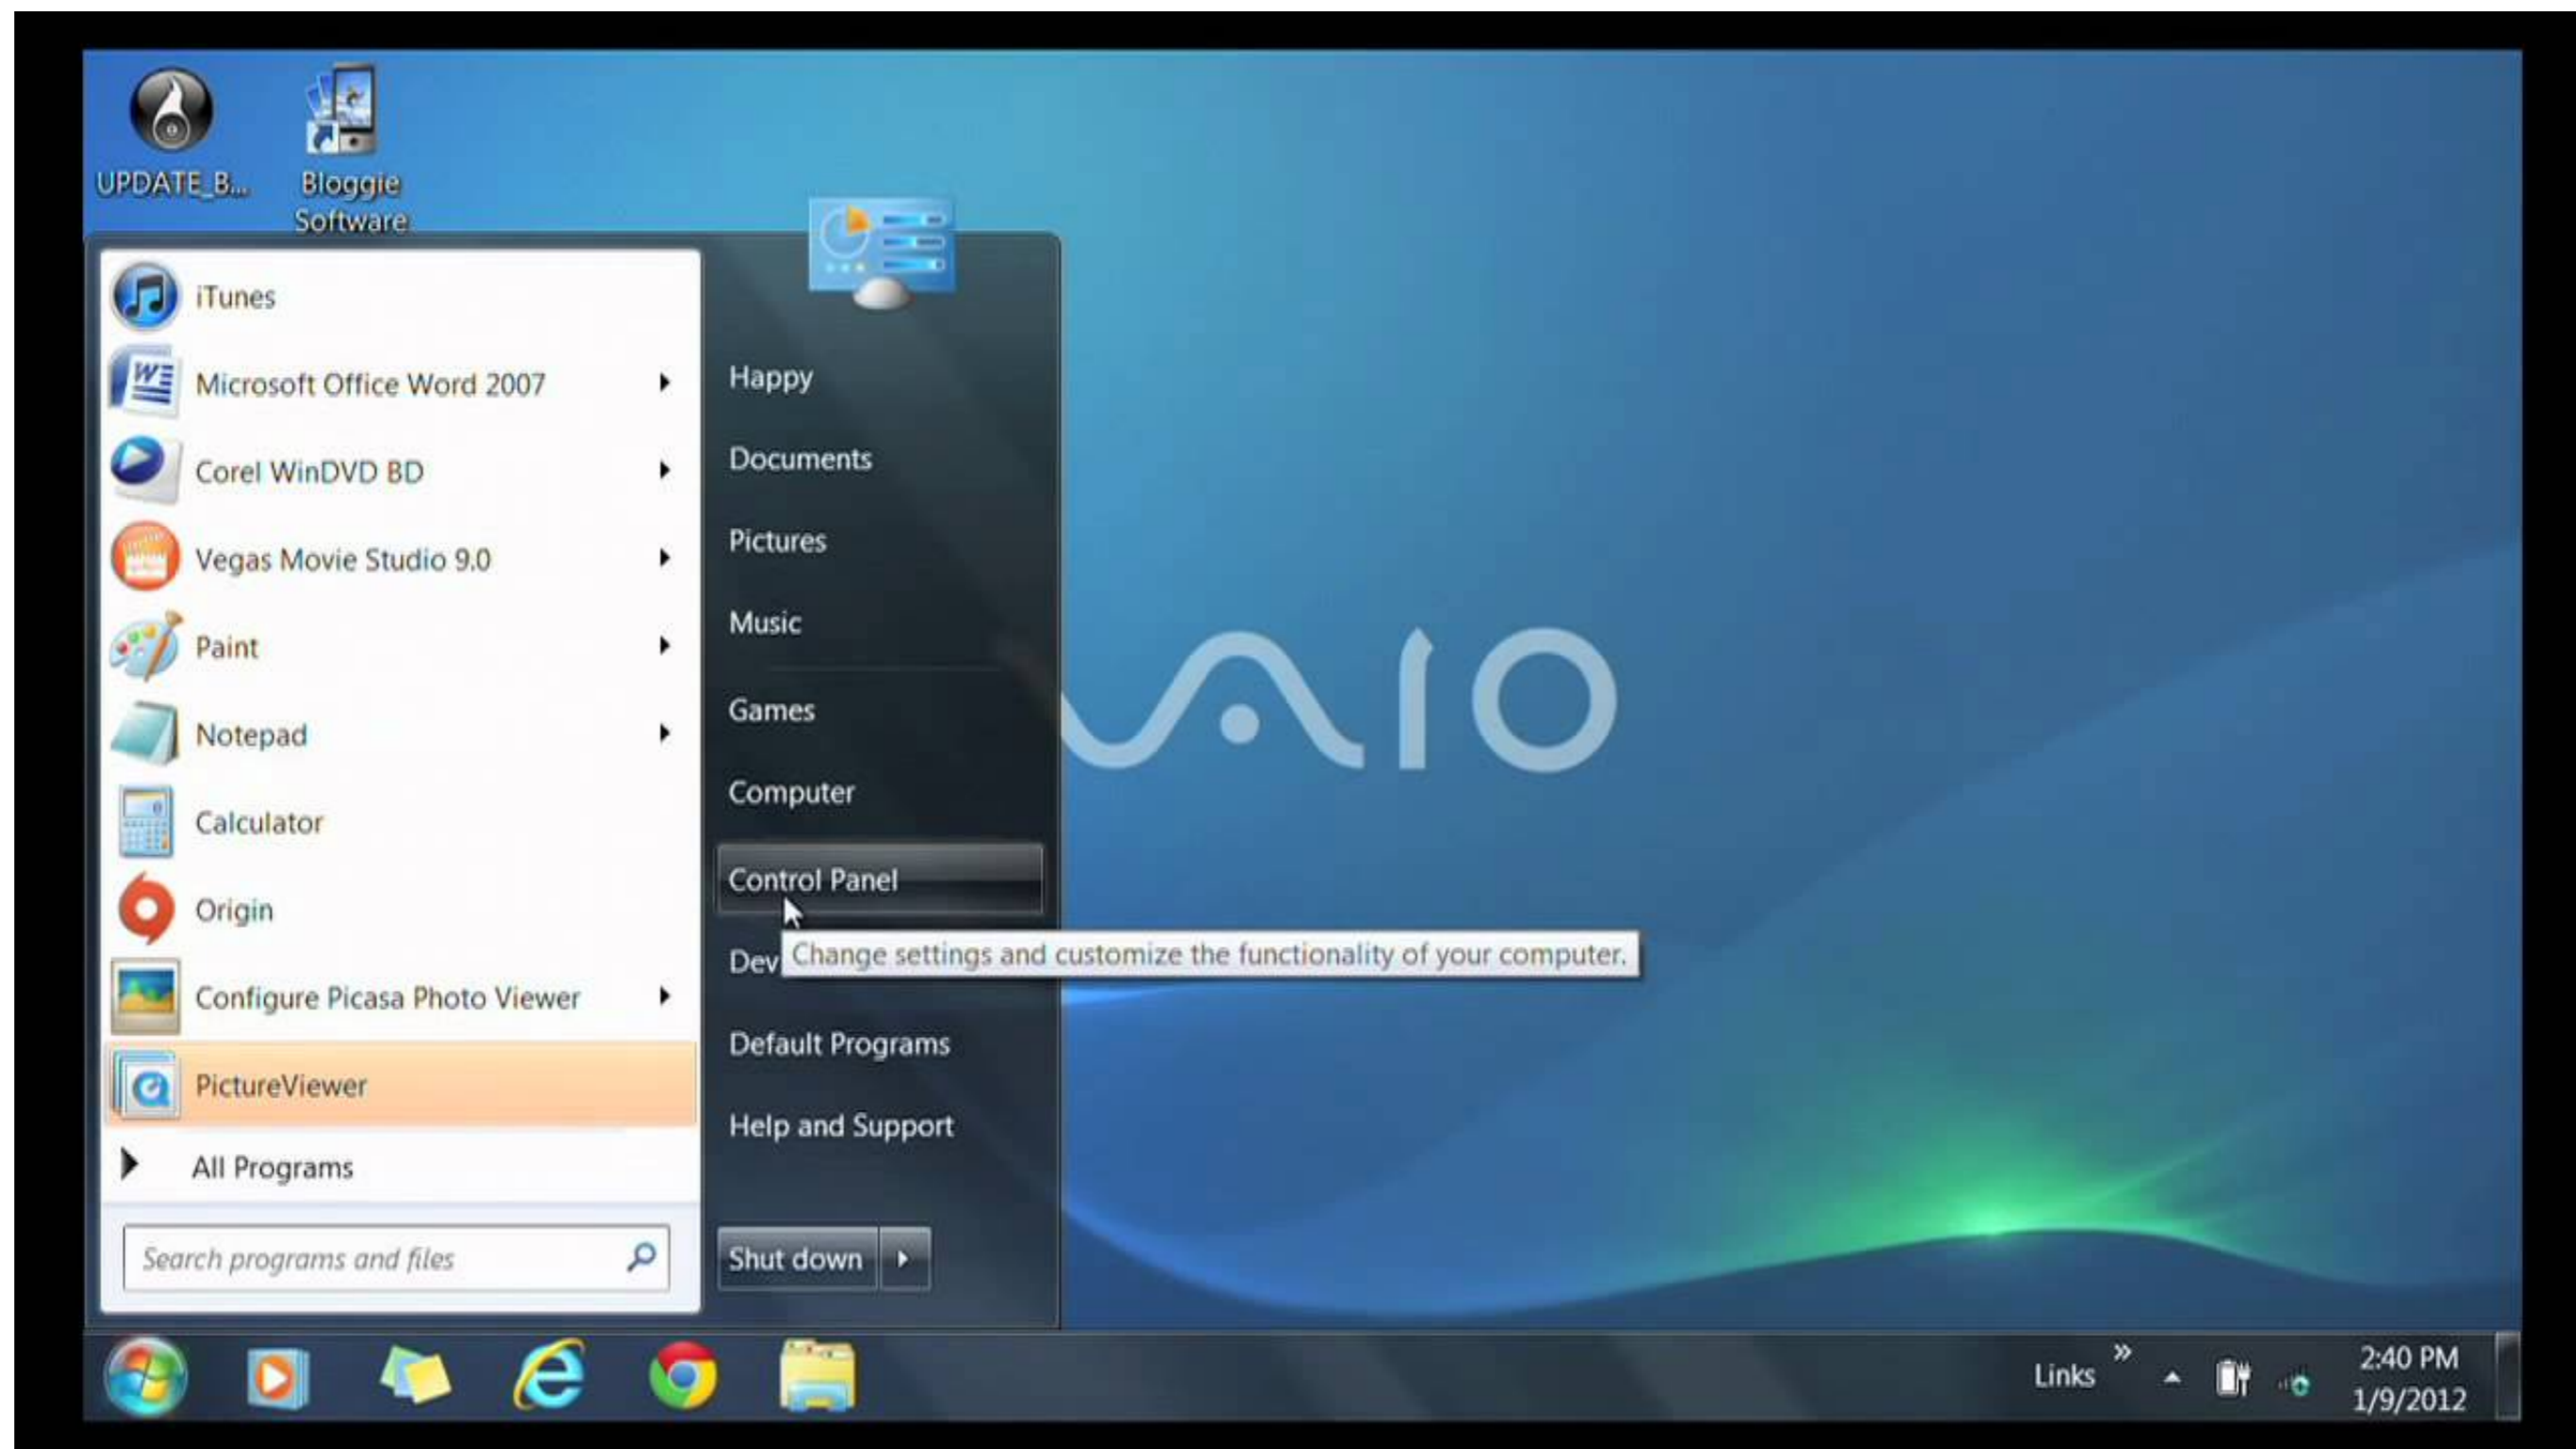 UPDATE_B...
Bloggie
Software
iTunes
Microsoft Office Word 2007
Corel WinDVD BD
Vegas Movie Studio 9.0
Paint
Notepad
Calculator
Origin
Configure Picasa Photo Viewer
PictureViewer
All Programs
Search programs and files
Happy
Documents
Pictures
Music
Games
Computer
Control Panel
Dev
Change settings and customize the functionality of your computer.
Default Programs
Help and Support
Shut down
VAIO
Links
2:40 PM
1/9/2012